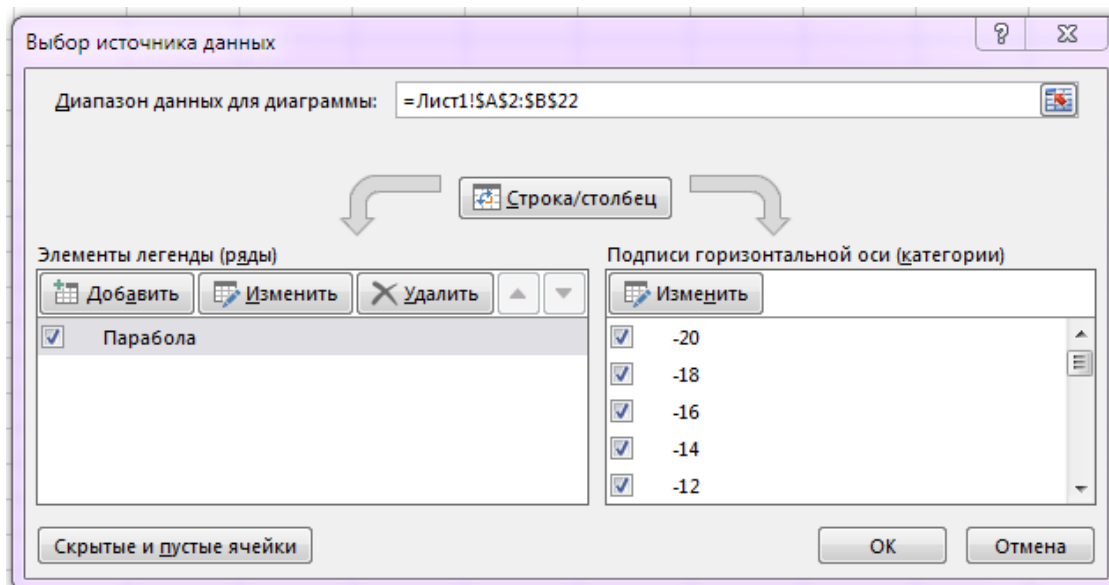 Выбор источника данных
Диапазон данных для диаграммы: =Лист1!$A$2:$B$22
Строка/столбец
Элементы легенды (ряды)
Добавить Изменить Удалить
Парабола
Подписи горизонтальной оси (категории)
Изменить
-20
-18
-16
-14
-12
Скрытые и пустые ячейки
ОК Отмена